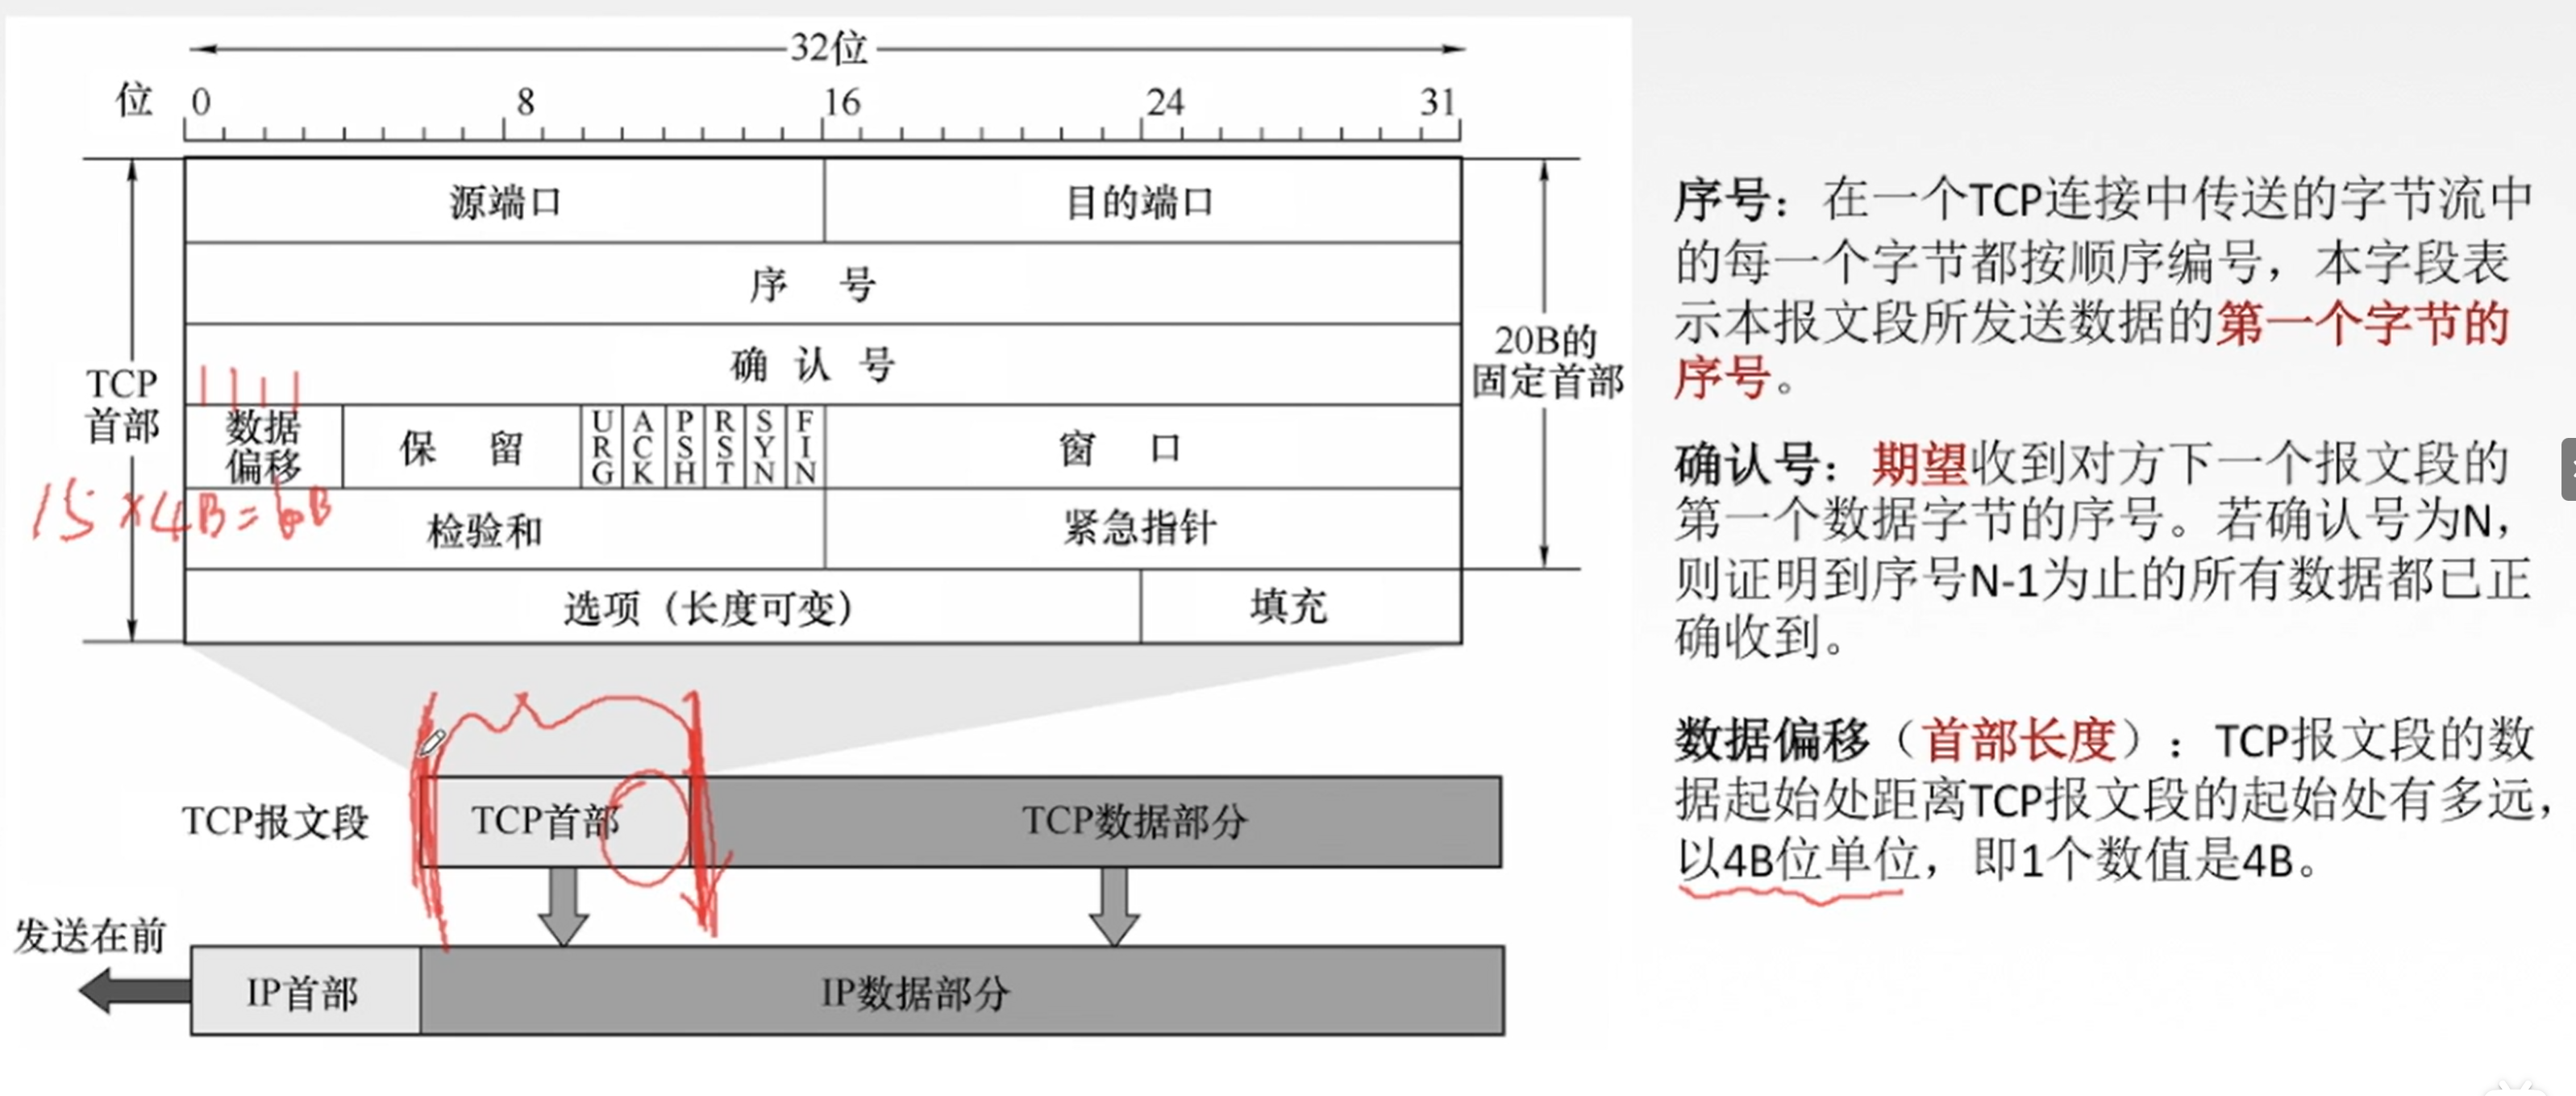 32位
位 0 8 16 24 31
源端口 目的端口
序 号
确 认 号
TCP
首部
20B的
固定首部
1111
数据
偏移
保 留
URG
ACK
PSH
RST
SYN
FIN
窗 口
15×4B=60B
检验和 紧急指针
选项（长度可变） 填充
TCP报文段 TCP首部 TCP数据部分
发送在前
IP首部 IP数据部分
序号：在一个TCP连接中传送的字节流中
的每一个字节都按顺序编号，本字段表
示本报文段所发送数据的第一个字节的
序号。
确认号：期望收到对方下一个报文段的
第一个数据字节的序号。若确认号为N，
则证明到序号N-1为止的所有数据都已正
确收到。
数据偏移（首部长度）：TCP报文段的数
据起始处距离TCP报文段的起始处有多远，
以4B位单位，即1个数值是4B。